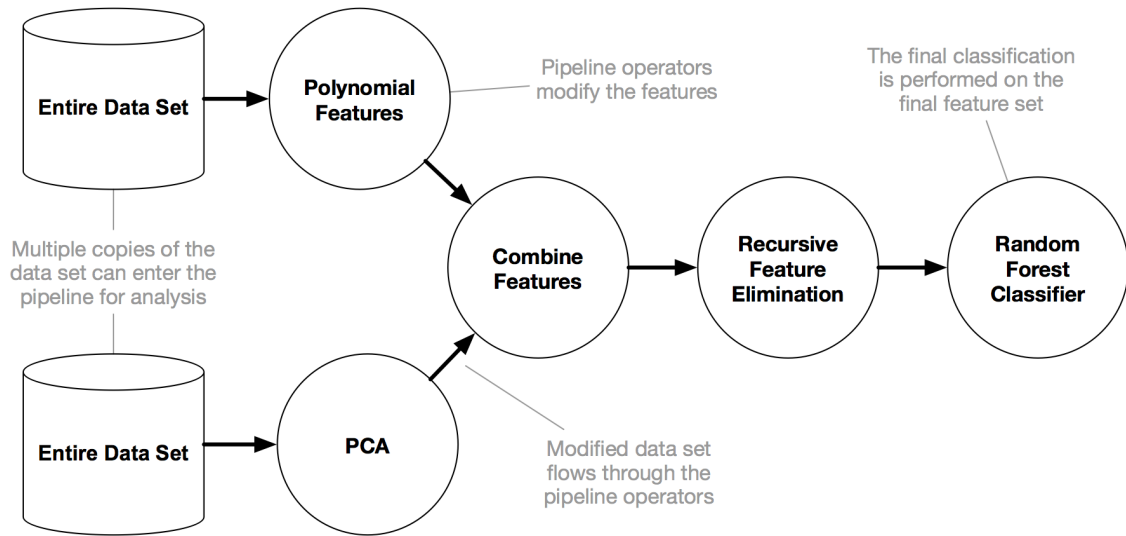 Entire Data Set
Polynomial
Features
Pipeline operators
modify the features
The final classification
is performed on the
final feature set
Multiple copies of the
data set can enter the
pipeline for analysis
Combine
Features
Recursive
Feature
Elimination
Random
Forest
Classifier
Entire Data Set
PCA
Modified data set
flows through the
pipeline operators